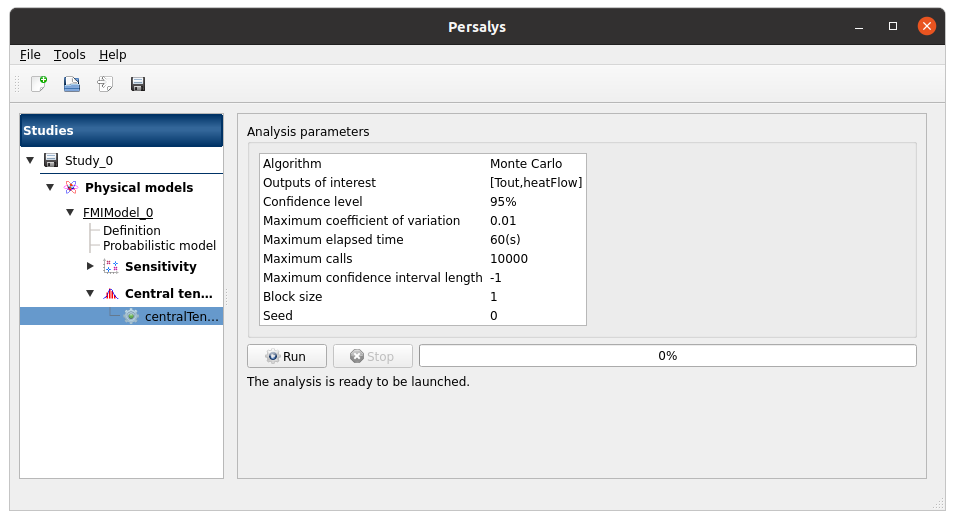 Persalys
File Tools Help
Studies
Study_0
Physical models
FMIModel_0
Definition
Probabilistic model
Sensitivity
Central ten...
centralTen...
Analysis parameters
Algorithm Monte Carlo
Outputs of interest [Tout,heatFlow]
Confidence level 95%
Maximum coefficient of variation 0.01
Maximum elapsed time 60(s)
Maximum calls 10000
Maximum confidence interval length -1
Block size 1
Seed 0
Run Stop 0%
The analysis is ready to be launched.